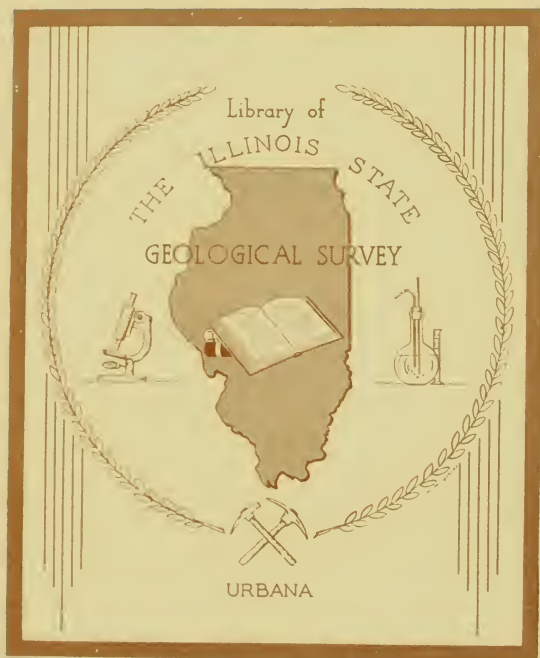 Library of
THE ILLINOIS STATE
GEOLOGICAL SURVEY
URBANA